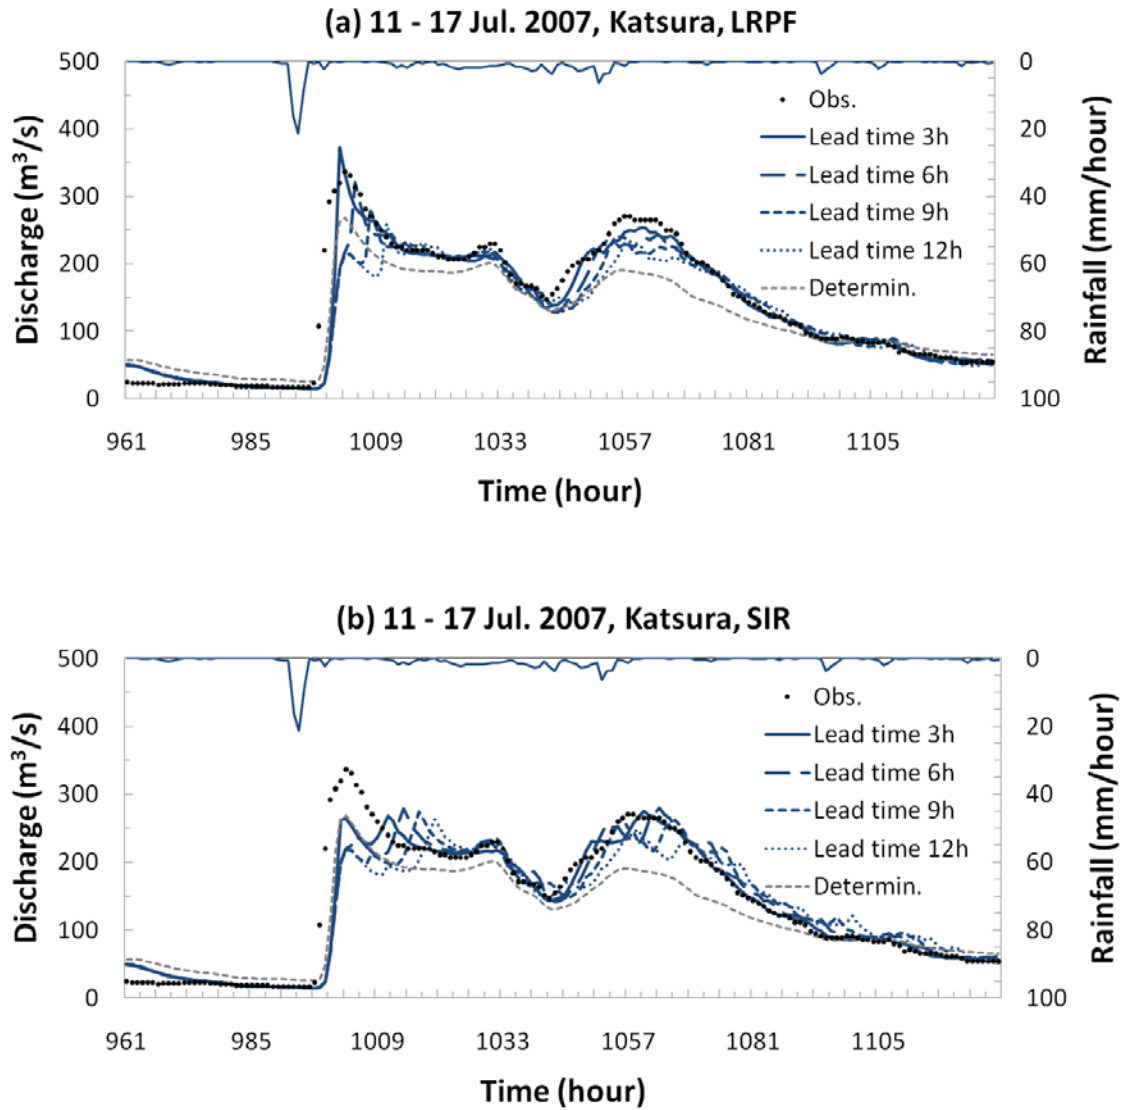 (a) 11 - 17 Jul. 2007, Katsura, LRPF
500
400
300
200
100
0
Discharge (m³/s)
0
20
40
60
80
100
Rainfall (mm/hour)
Obs.
Lead time 3h
Lead time 6h
Lead time 9h
Lead time 12h
Determin.
961 985 1009 1033 1057 1081 1105
Time (hour)
(b) 11 - 17 Jul. 2007, Katsura, SIR
500
400
300
200
100
0
Discharge (m³/s)
0
20
40
60
80
100
Rainfall (mm/hour)
Obs.
Lead time 3h
Lead time 6h
Lead time 9h
Lead time 12h
Determin.
961 985 1009 1033 1057 1081 1105
Time (hour)